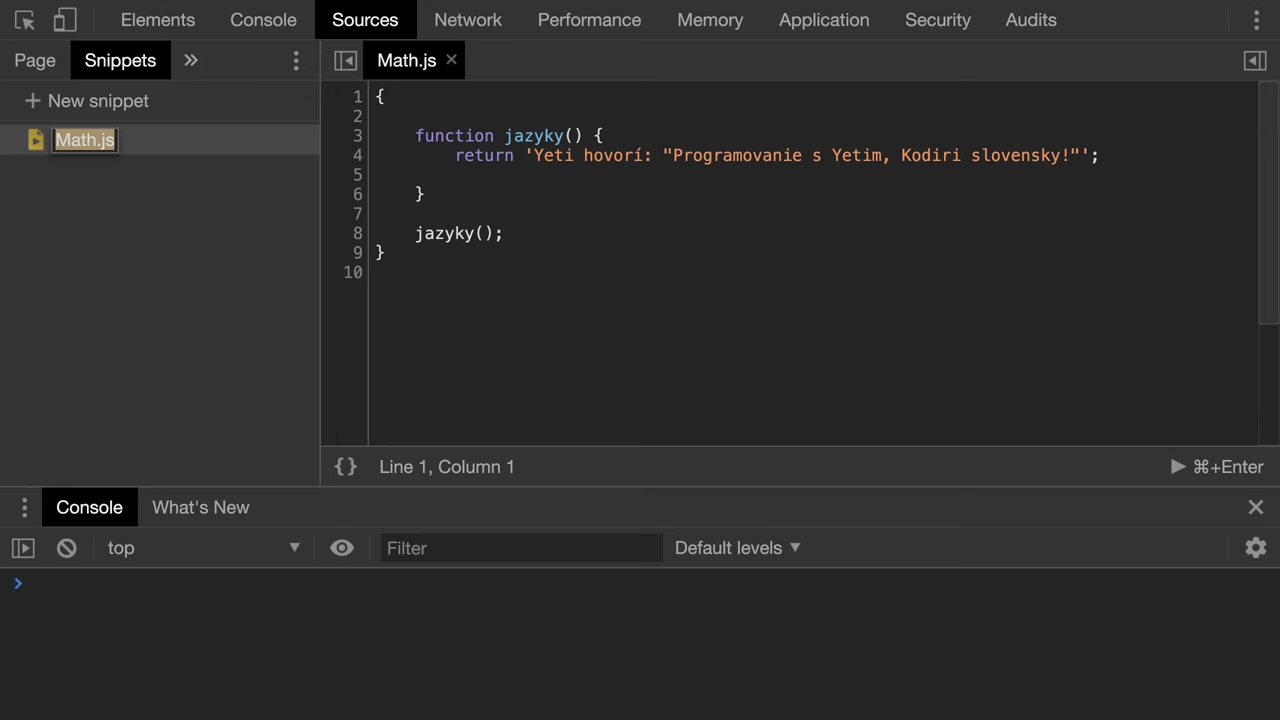 Elements Console Sources Network Performance Memory Application Security Audits
Page Snippets »
Math.js ×
+ New snippet
Math.js
1 {
2
3 function jazyky() {
4 return 'Yeti hovorí: "Programovanie s Yetim, Kodiri slovensky!"';
5
6 }
7
8 jazyky();
9 }
10
{} Line 1, Column 1
⌘+Enter
Console What's New
top ▼ Filter Default levels ▼
>